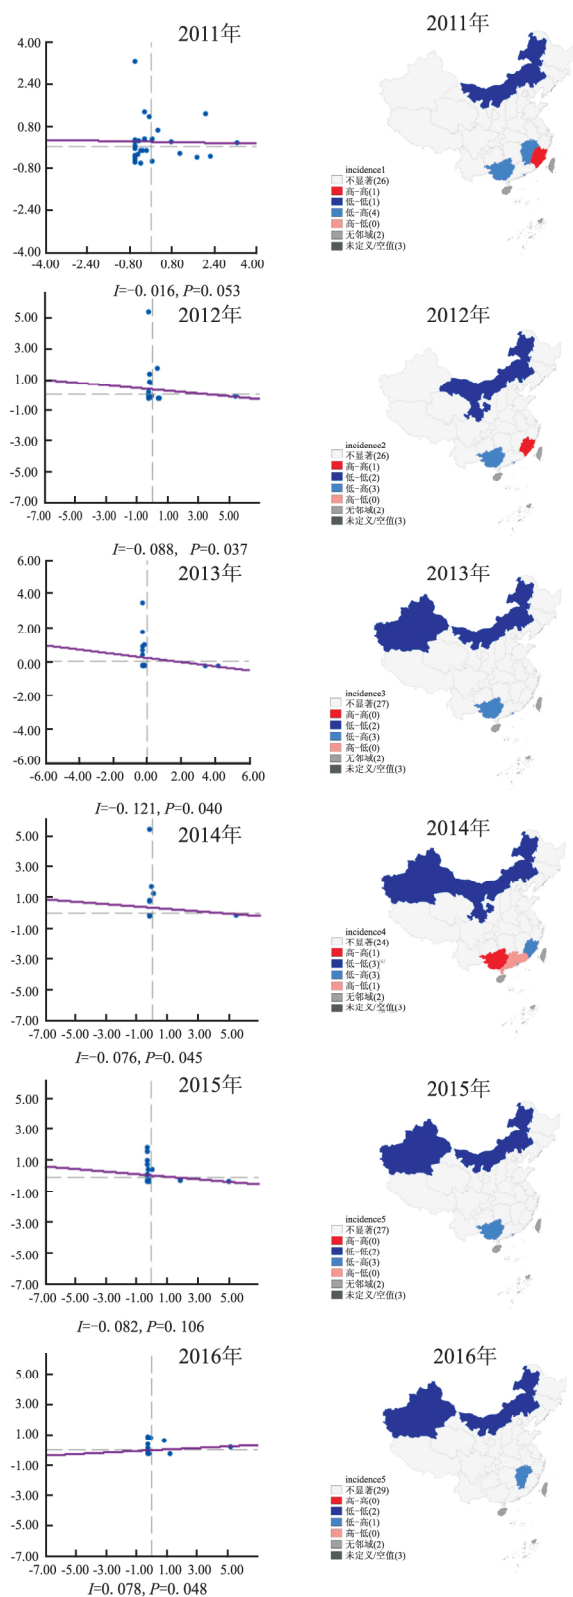 2011年
4.00
2.40
0.80
-0.80
-2.40
-4.00
-4.00 -2.40 -0.80 0.80 2.40 4.00
I=-0.016, P=0.053
2011年
incidence1
不显著(26)
高-高(1)
低-低(1)
低-高(4)
高-低(0)
无邻域(2)
未定义/空值(3)
2012年
5.00
3.00
1.00
-1.00
-3.00
-5.00
-7.00
-7.00 -5.00 -3.00 -1.00 1.00 3.00 5.00
I=-0.088, P=0.037
2012年
incidence2
不显著(26)
高-高(1)
低-低(2)
低-高(3)
高-低(0)
无邻域(2)
未定义/空值(3)
2013年
6.00
4.00
2.00
0.00
-2.00
-4.00
-6.00
-6.00 -4.00 -2.00 0.00 2.00 4.00 6.00
I=-0.121, P=0.040
2013年
incidence3
不显著(27)
高-高(0)
低-低(2)
低-高(3)
高-低(0)
无邻域(2)
未定义/空值(3)
2014年
5.00
3.00
1.00
-1.00
-3.00
-5.00
-7.00
-7.00 -5.00 -3.00 -1.00 1.00 3.00 5.00
I=-0.076, P=0.045
2014年
incidence4
不显著(24)
高-高(1)
低-低(3)
低-高(3)
高-低(1)
无邻域(2)
未定义/空值(3)
2015年
5.00
3.00
1.00
-1.00
-3.00
-5.00
-7.00
-7.00 -5.00 -3.00 -1.00 1.00 3.00 5.00
I=-0.082, P=0.106
2015年
incidence5
不显著(27)
高-高(0)
低-低(2)
低-高(3)
高-低(0)
无邻域(2)
未定义/空值(3)
2016年
5.00
3.00
1.00
-1.00
-3.00
-5.00
-7.00
-7.00 -5.00 -3.00 -1.00 1.00 3.00 5.00
I=0.078, P=0.048
2016年
incidence5
不显著(29)
高-高(0)
低-低(2)
低-高(1)
高-低(0)
无邻域(2)
未定义/空值(3)